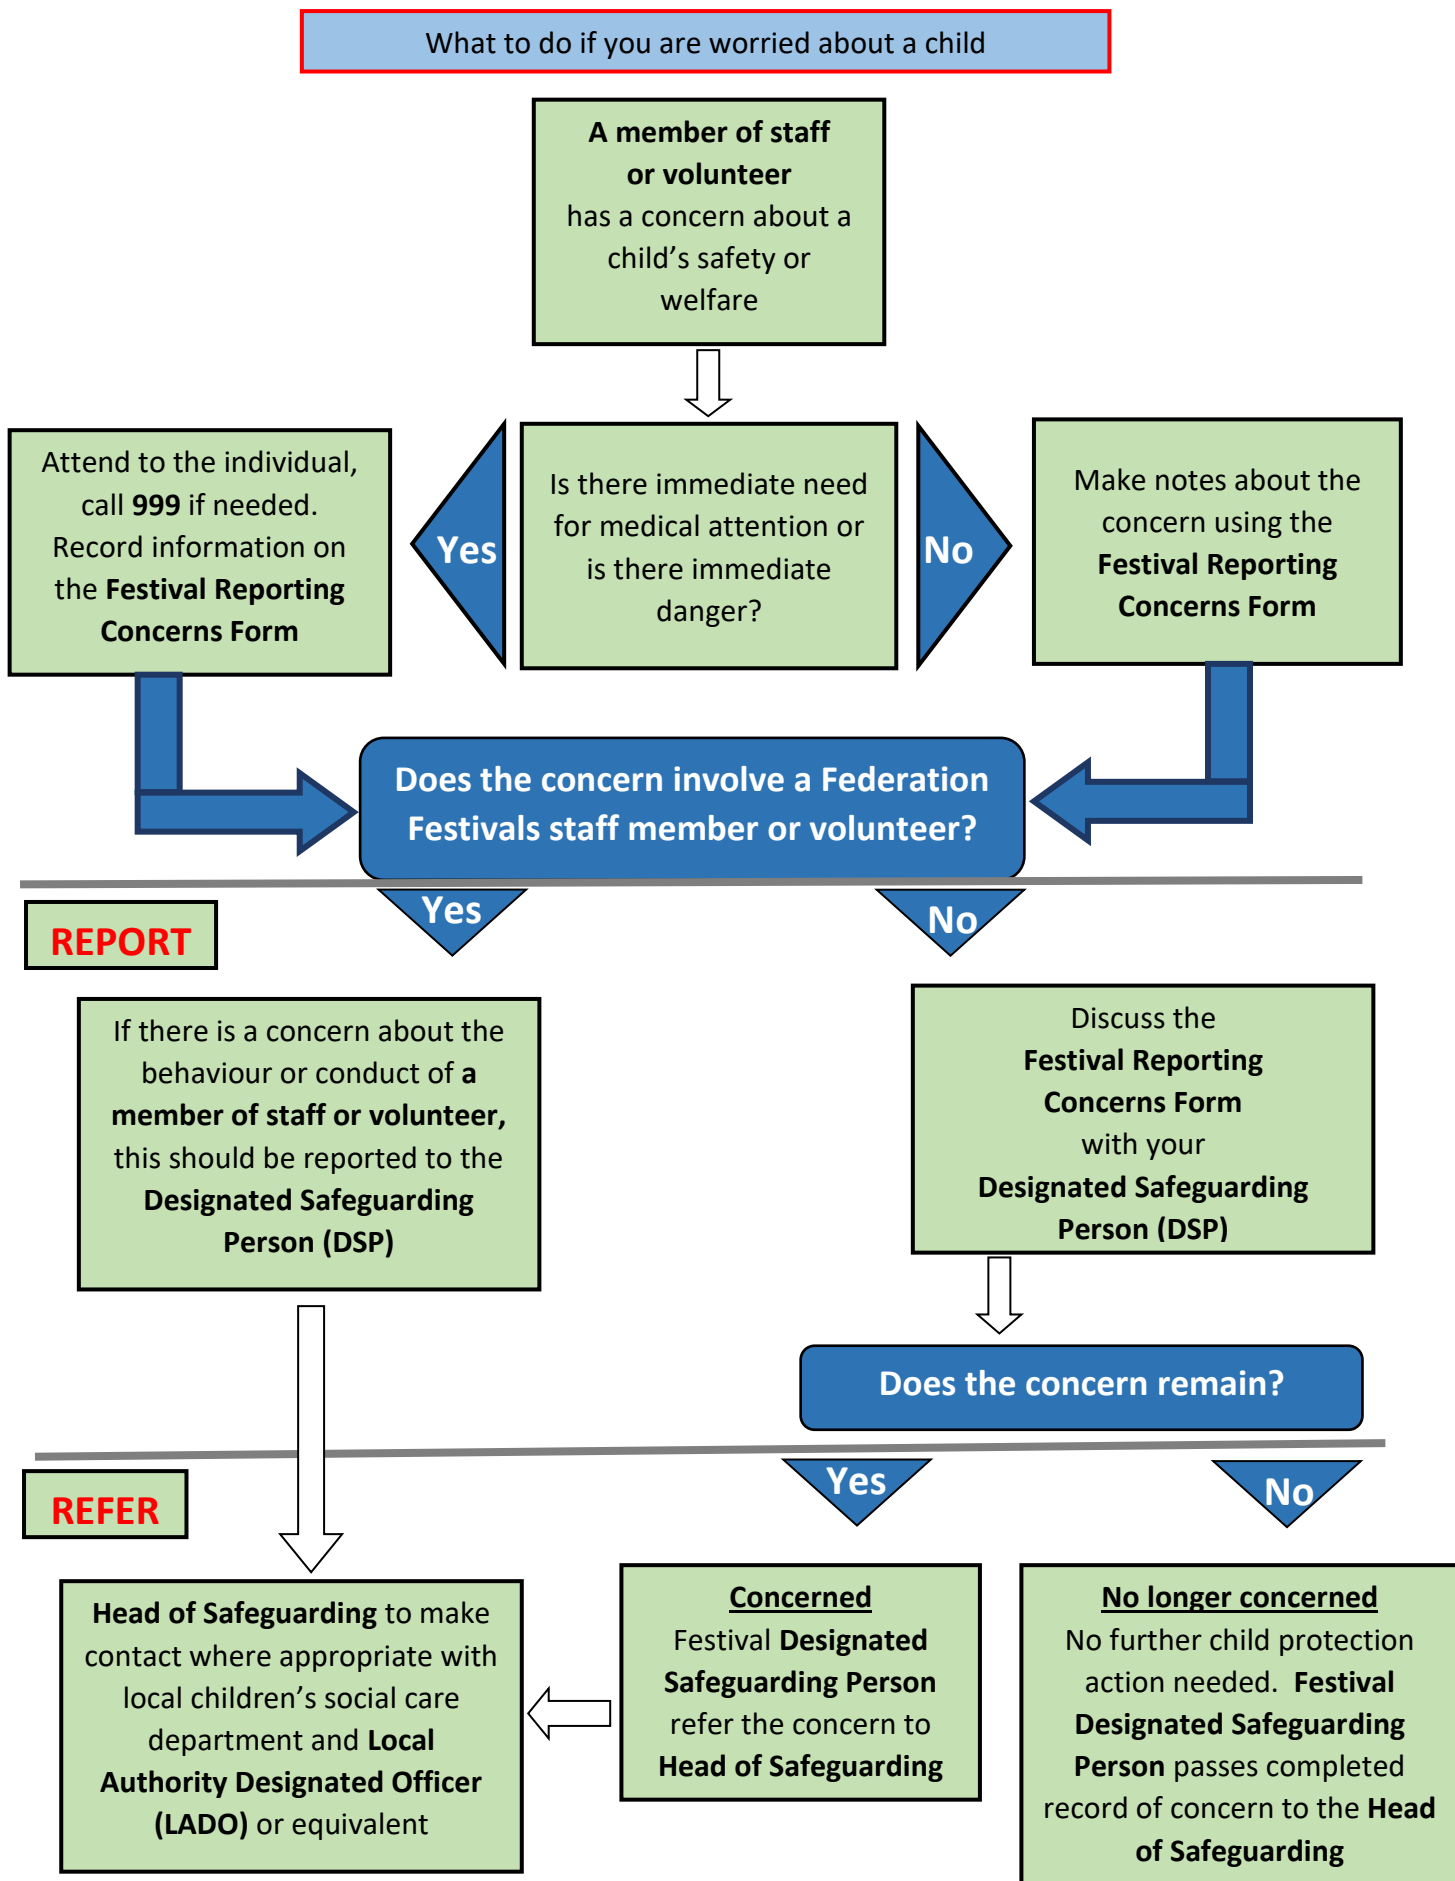 What to do if you are worried about a child
A member of staff
or volunteer
has a concern about a
child’s safety or
welfare
Attend to the individual,
call 999 if needed.
Record information on
the Festival Reporting
Concerns Form
Yes
Is there immediate need
for medical attention or
is there immediate
danger?
No
Make notes about the
concern using the
Festival Reporting
Concerns Form
Does the concern involve a Federation
Festivals staff member or volunteer?
Yes
No
REPORT
If there is a concern about the
behaviour or conduct of a
member of staff or volunteer,
this should be reported to the
Designated Safeguarding
Person (DSP)
Discuss the
Festival Reporting
Concerns Form
with your
Designated Safeguarding
Person (DSP)
Does the concern remain?
Yes
No
REFER
Head of Safeguarding to make
contact where appropriate with
local children’s social care
department and Local
Authority Designated Officer
(LADO) or equivalent
Concerned
Festival Designated
Safeguarding Person
refer the concern to
Head of Safeguarding
No longer concerned
No further child protection
action needed.  Festival
Designated Safeguarding
Person passes completed
record of concern to the Head
of Safeguarding